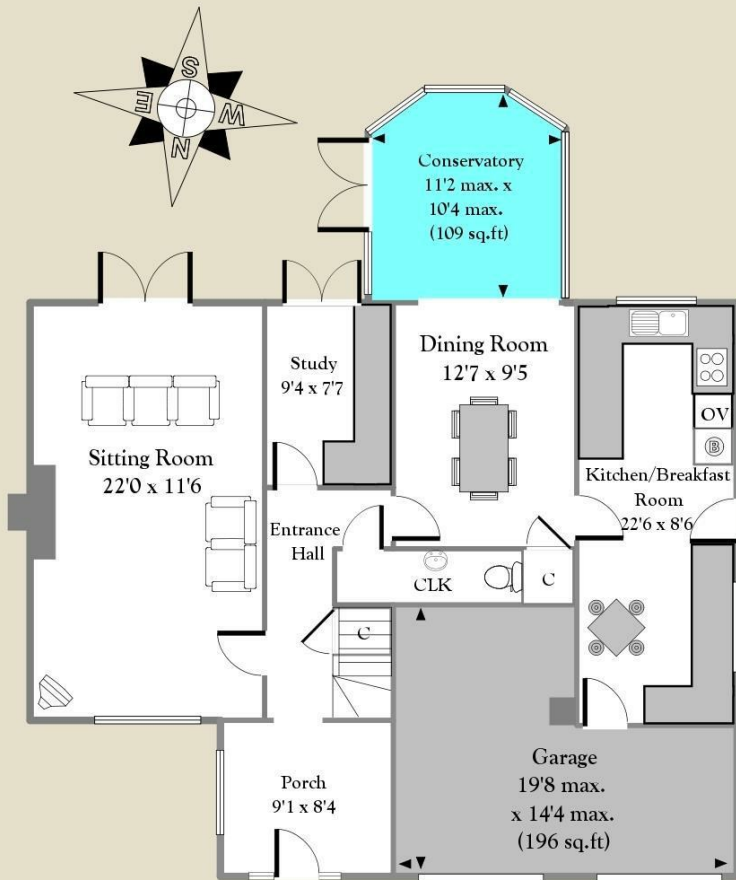 S
E
W
N
Conservatory
11'2 max. x
10'4 max.
(109 sq.ft)
Study
9'4 x 7'7
Dining Room
12'7 x 9'5
OV
B
Sitting Room
22'0 x 11'6
Kitchen/Breakfast
Room
22'6 x 8'6
Entrance
Hall
CLK
C
C
Porch
9'1 x 8'4
Garage
19'8 max.
x 14'4 max.
(196 sq.ft)